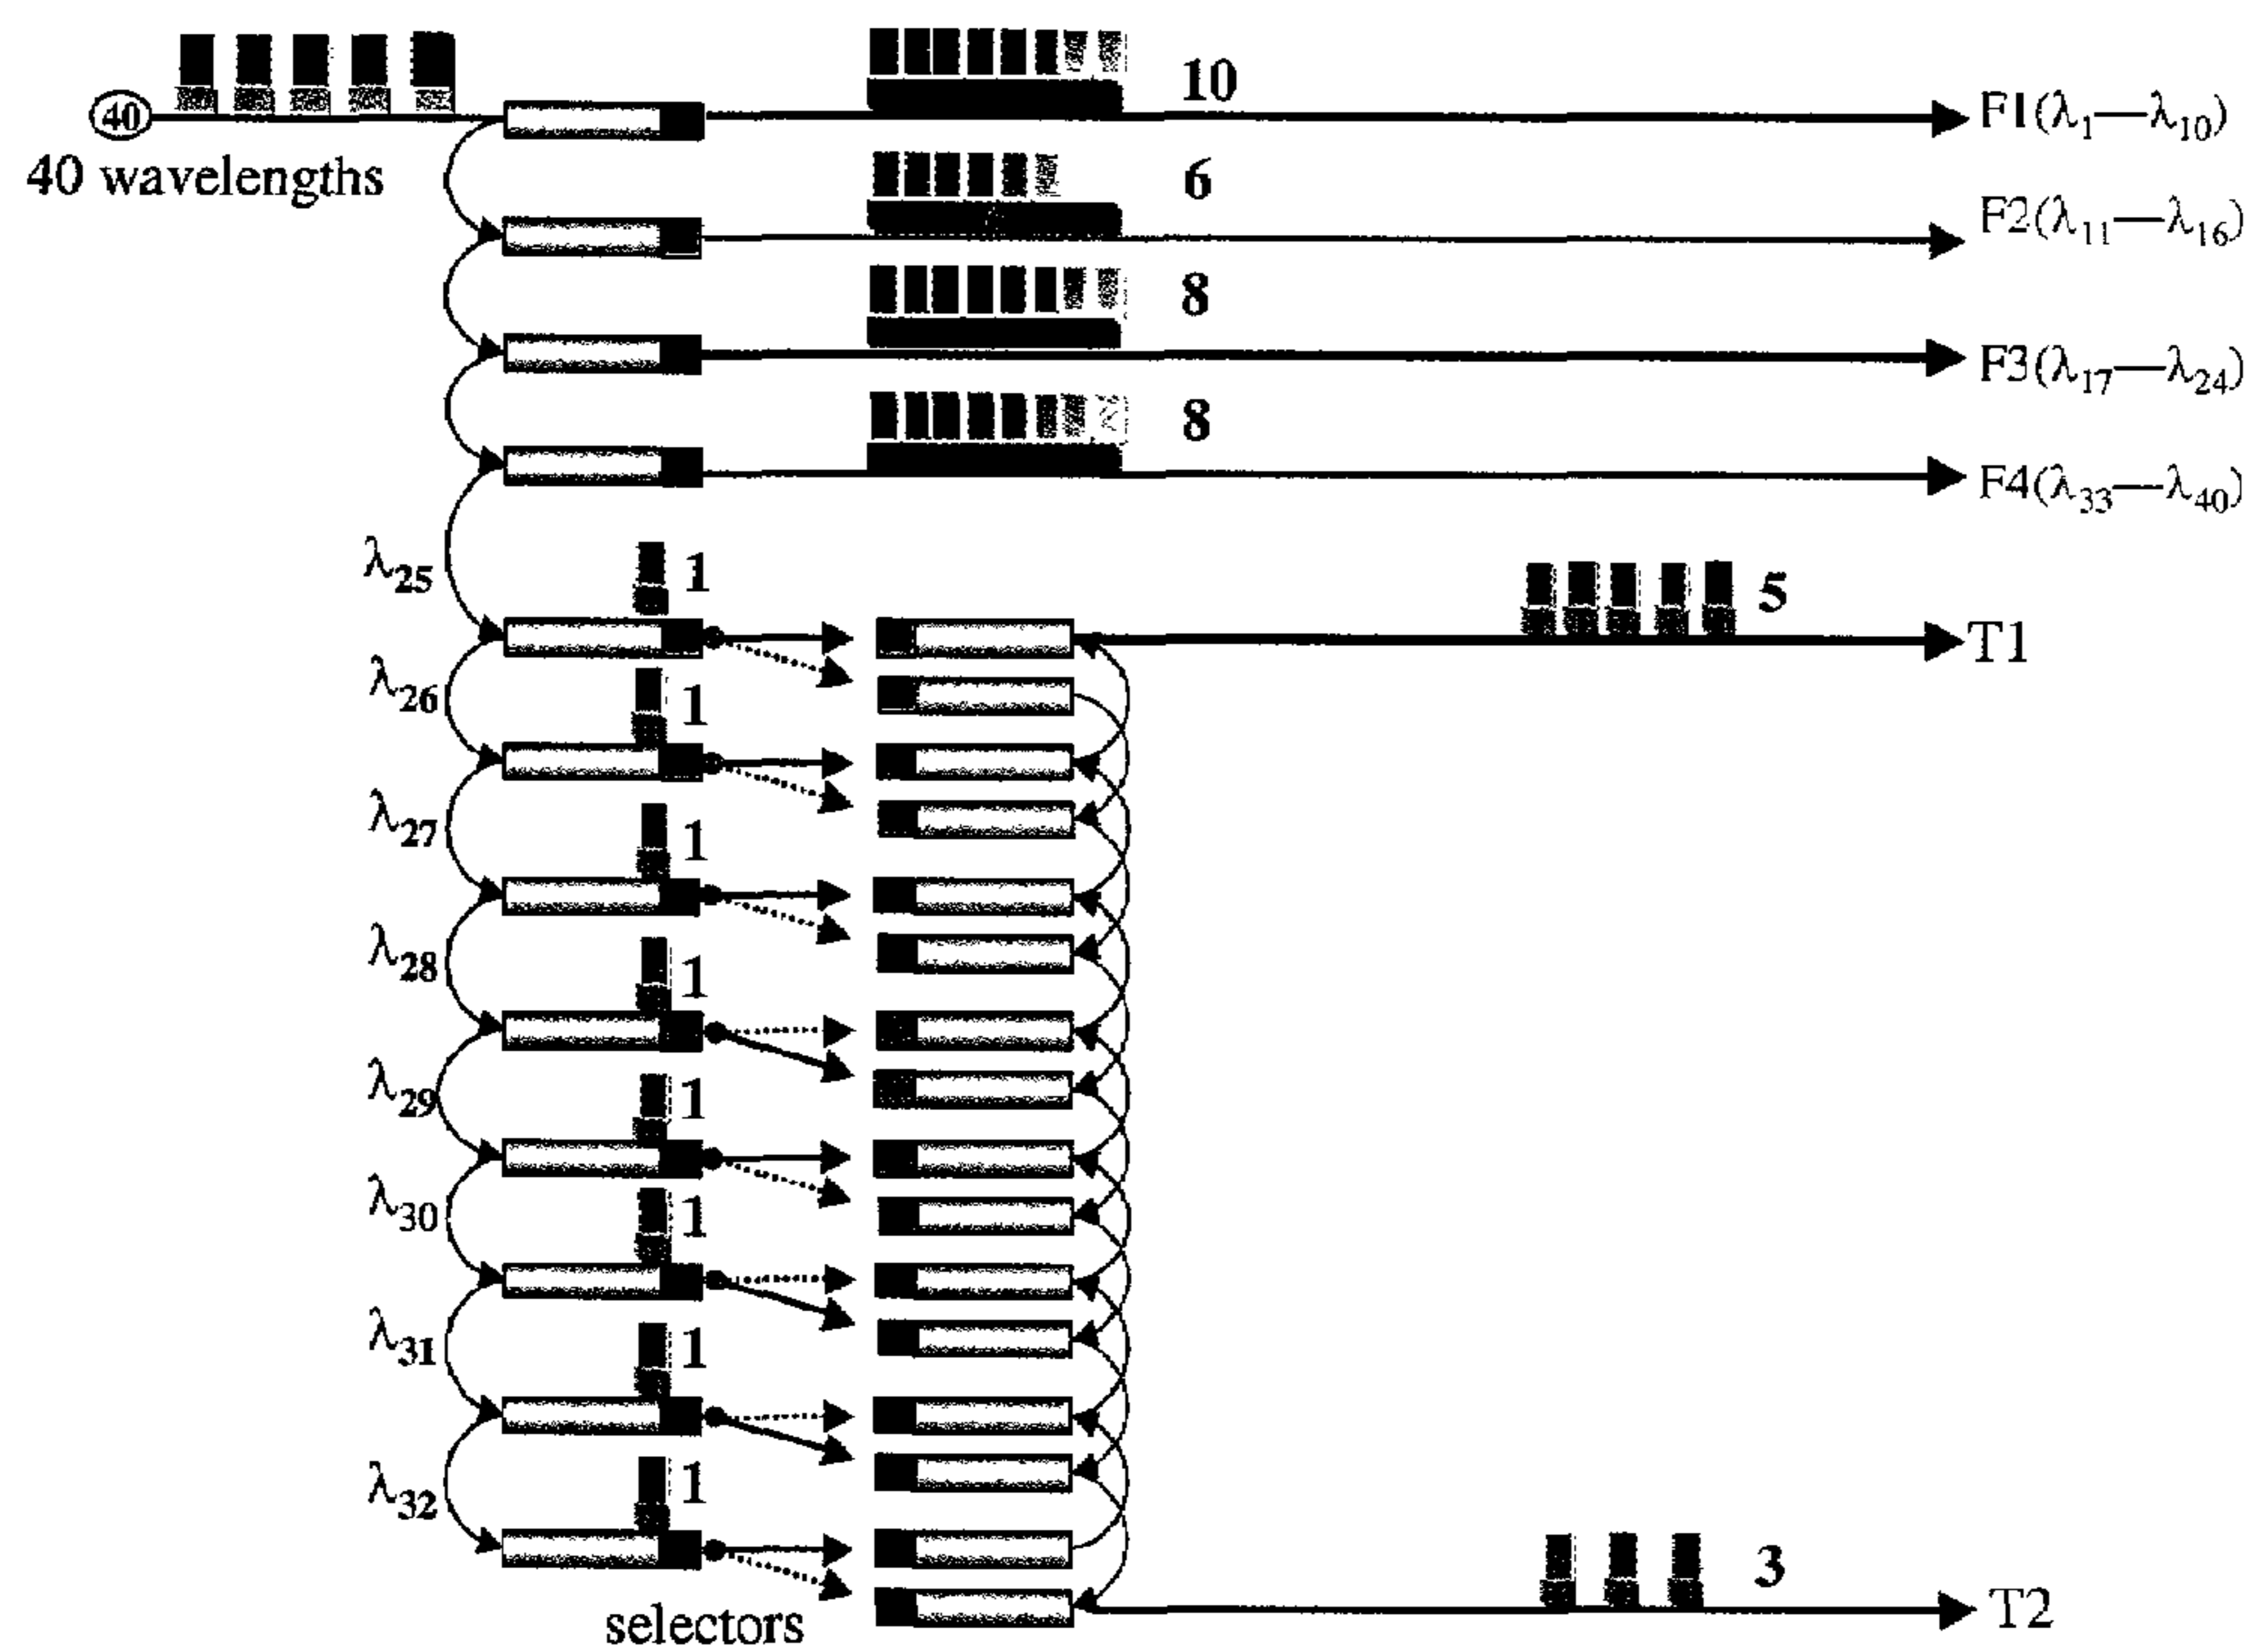 40
40 wavelengths
10
F1(λ1—λ10)
6
F2(λ11—λ16)
8
F3(λ17—λ24)
8
F4(λ33—λ40)
λ25
1
5
T1
λ26
1
λ27
1
λ28
1
λ29
1
λ30
1
λ31
1
λ32
1
3
T2
selectors